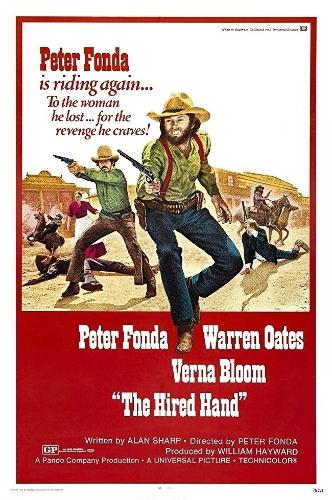 Peter Fonda
is riding again...
To the woman
he lost... for the
revenge he craves!
Peter Fonda Warren Oates
Verna Bloom
"The Hired Hand"
Written by ALAN SHARP • Directed by PETER FONDA
Produced by WILLIAM HAYWARD
A Pando Company Production • A UNIVERSAL PICTURE • TECHNICOLOR®
GP